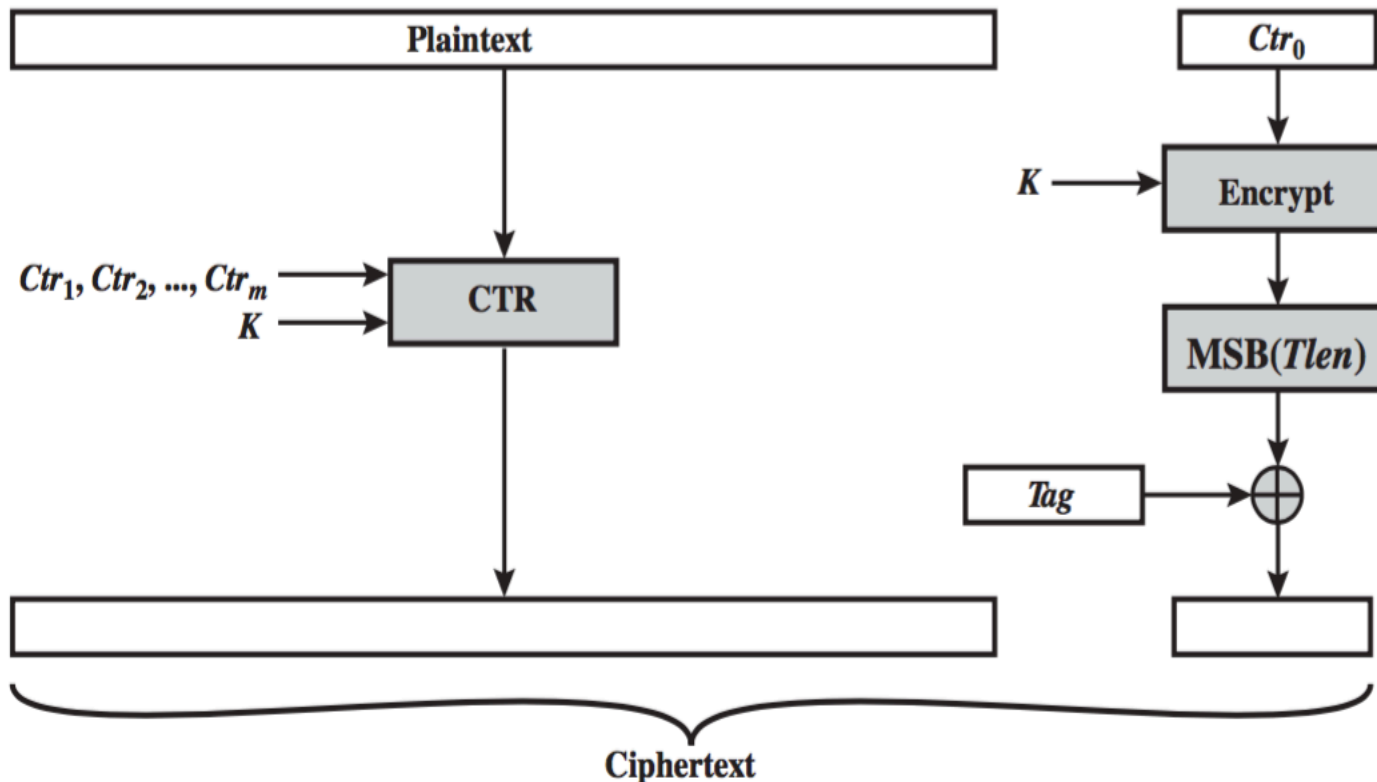 Plaintext
Ctr₀
K
Encrypt
Ctr₁, Ctr₂, ..., Ctrₘ
K
CTR
MSB(Tlen)
Tag
Ciphertext